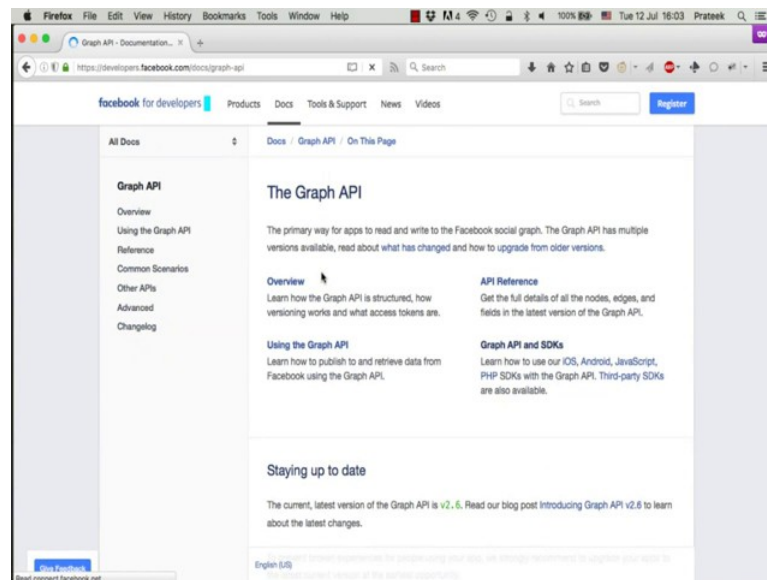 Firefox File Edit View History Bookmarks Tools Window Help 4 100% Tue 12 Jul 16:03 Prateek
Graph API - Documentation...
https://developers.facebook.com/docs/graph-api Search
facebook for developers Products Docs Tools & Support News Videos Search Register
All Docs Docs / Graph API / On This Page
Graph API
Overview
Using the Graph API
Reference
Common Scenarios
Other APIs
Advanced
Changelog
The Graph API
The primary way for apps to read and write to the Facebook social graph. The Graph API has multiple
versions available, read about what has changed and how to upgrade from older versions.
Overview
Learn how the Graph API is structured, how
versioning works and what access tokens are.
API Reference
Get the full details of all the nodes, edges, and
fields in the latest version of the Graph API.
Using the Graph API
Learn how to publish to and retrieve data from
Facebook using the Graph API.
Graph API and SDKs
Learn how to use our iOS, Android, JavaScript,
PHP SDKs with the Graph API. Third-party SDKs
are also available.
Staying up to date
The current, latest version of the Graph API is v2.6. Read our blog post Introducing Graph API v2.6 to learn
about the latest changes.
Give Feedback
English (US)
Read connect.facebook.net